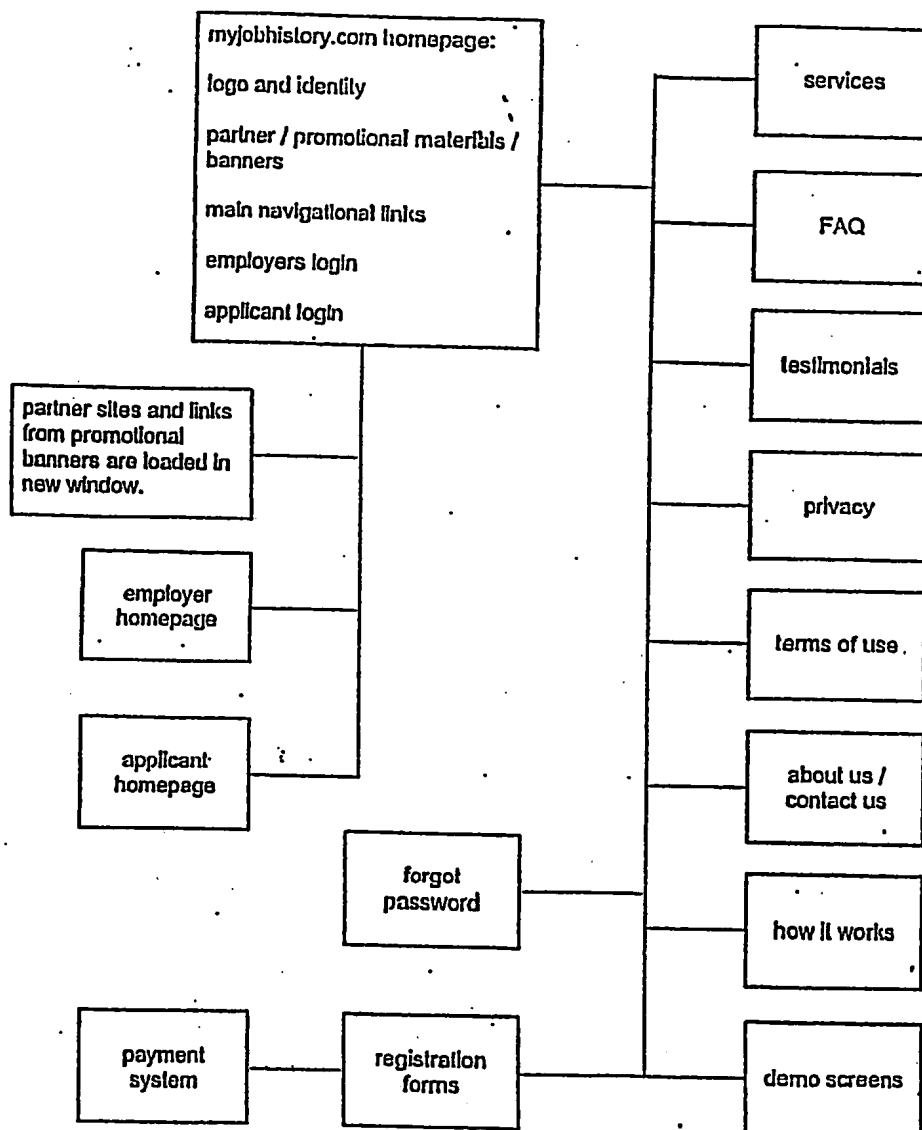 myjobhistory.com homepage:
logo and identity
partner / promotional materials /
banners
main navigational links
employers login
applicant login
services
FAQ
testimonials
partner sites and links
from promotional
banners are loaded in
new window.
privacy
employer
homepage
terms of use
applicant
homepage
about us /
contact us
forgot
password
how it works
payment
system
registration
forms
demo screens